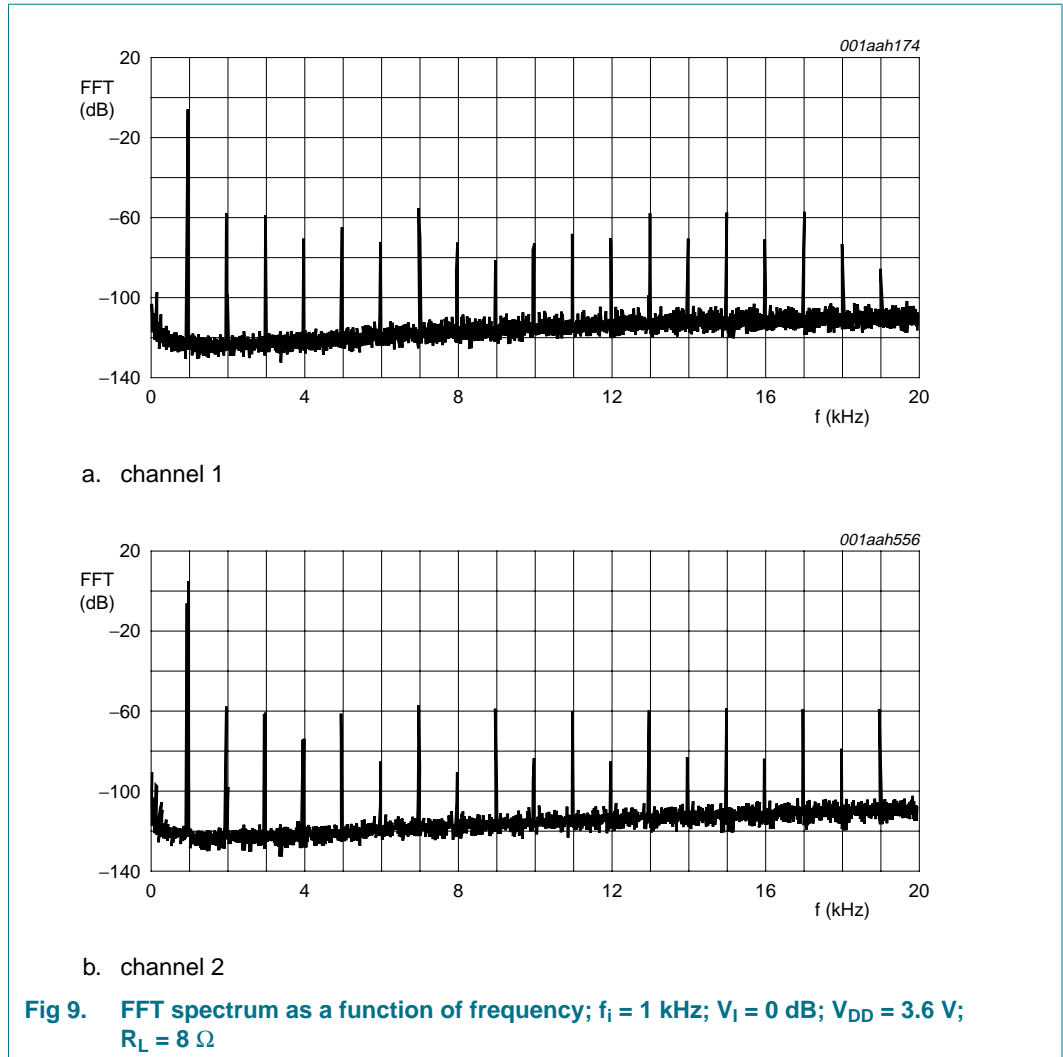 001aah174
20
FFT
(dB)
−20
−60
−100
−140
0 4 8 12 16 20
f (kHz)
a. channel 1
001aah556
20
FFT
(dB)
−20
−60
−100
−140
0 4 8 12 16 20
f (kHz)
b. channel 2
Fig 9. FFT spectrum as a function of frequency; fi = 1 kHz; VI = 0 dB; VDD = 3.6 V;
RL = 8 Ω